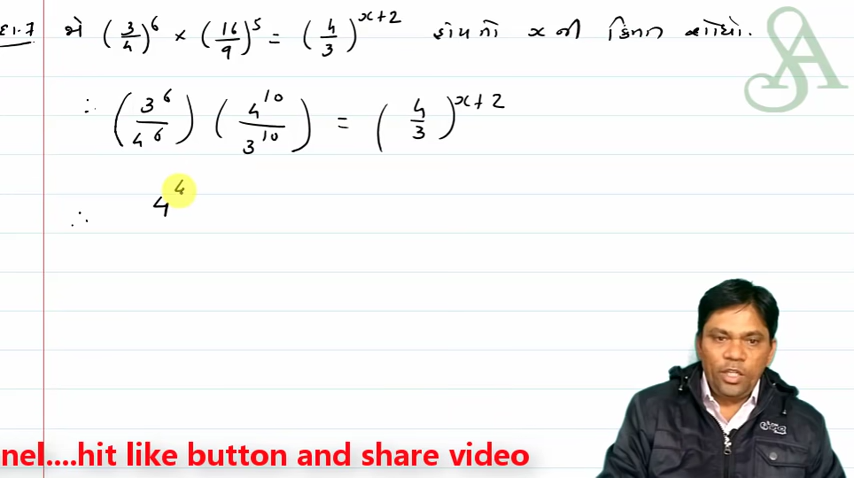 દા.7 જો (3/4)^6 × (16/9)^5 = (4/3)^(x+2) હોય તો x ની કિંમત શોધો.
∴ (3^6/4^6) (4^10/3^10) = (4/3)^(x+2)
∴ 4^4
nel....hit like button and share video